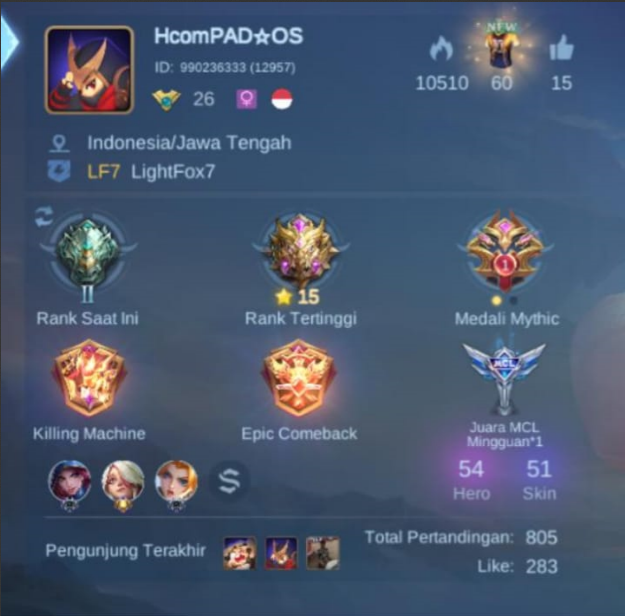 HcomPAD☆OS
ID: 990236333 (12957)
26
NEW
10510 60 15
Indonesia/Jawa Tengah
LF7 LightFox7
II
Rank Saat Ini
15
Rank Tertinggi
1
Medali Mythic
Killing Machine
Epic Comeback
MCL
Juara MCL
Mingguan*1
54
Hero
51
Skin
Pengunjung Terakhir
Total Pertandingan: 805
Like: 283